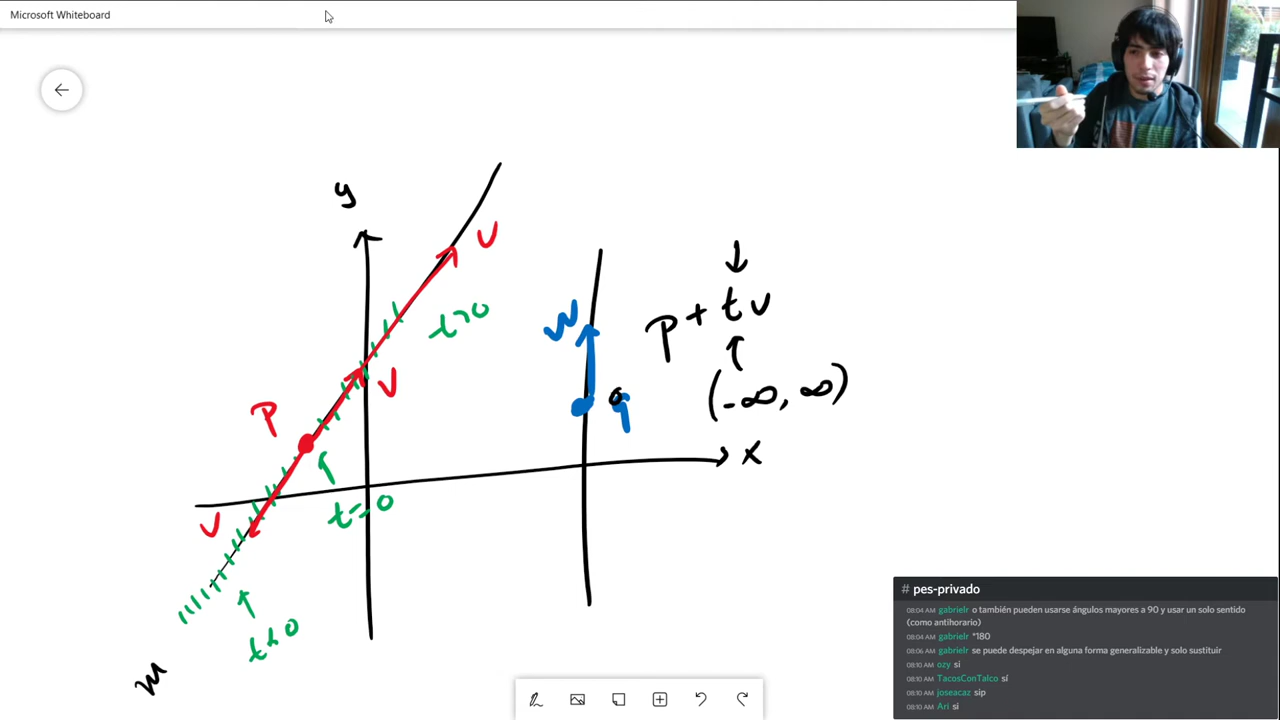 Microsoft Whiteboard
y
v
t>0
w
p + tv
p
v
q
(-∞, ∞)
x
v
t=0
t<0
m
# pes-privado
08:04 AM gabrielr o también pueden usarse ángulos mayores a 90 y usar un solo sentido
(como antihorario)
08:04 AM gabrielr *180
08:06 AM gabrielr se puede despejar en alguna forma generalizable y solo sustituir
08:10 AM ozy si
08:10 AM TacosConTalco sí
08:10 AM joseacaz sip
08:10 AM Ari si